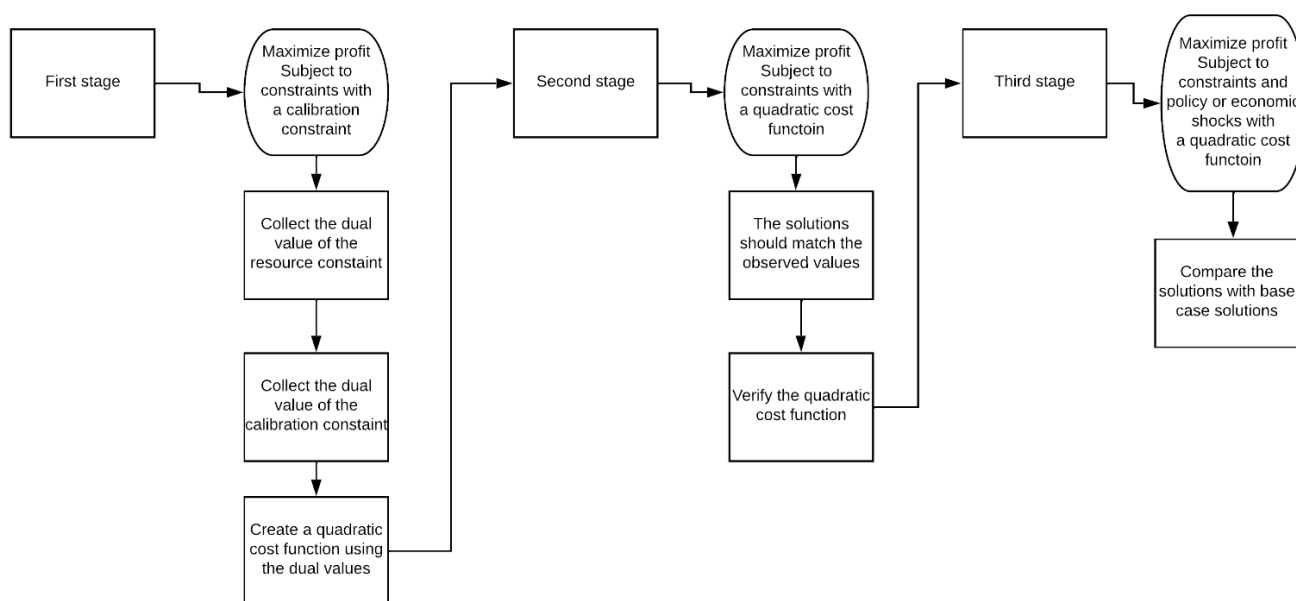 First stage
Maximize profit
Subject to
constraints with
a calibration
constraint
Collect the dual
value of the
resource constaint
Collect the dual
value of the
calibration constaint
Create a quadratic
cost function using
the dual values
Second stage
Maximize profit
Subject to
constraints with
a quadratic cost
functoin
The solutions
should match the
observed values
Verify the quadratic
cost function
Third stage
Maximize profit
Subject to
constraints and
policy or economic
shocks with
a quadratic cost
functoin
Compare the
solutions with base
case solutions